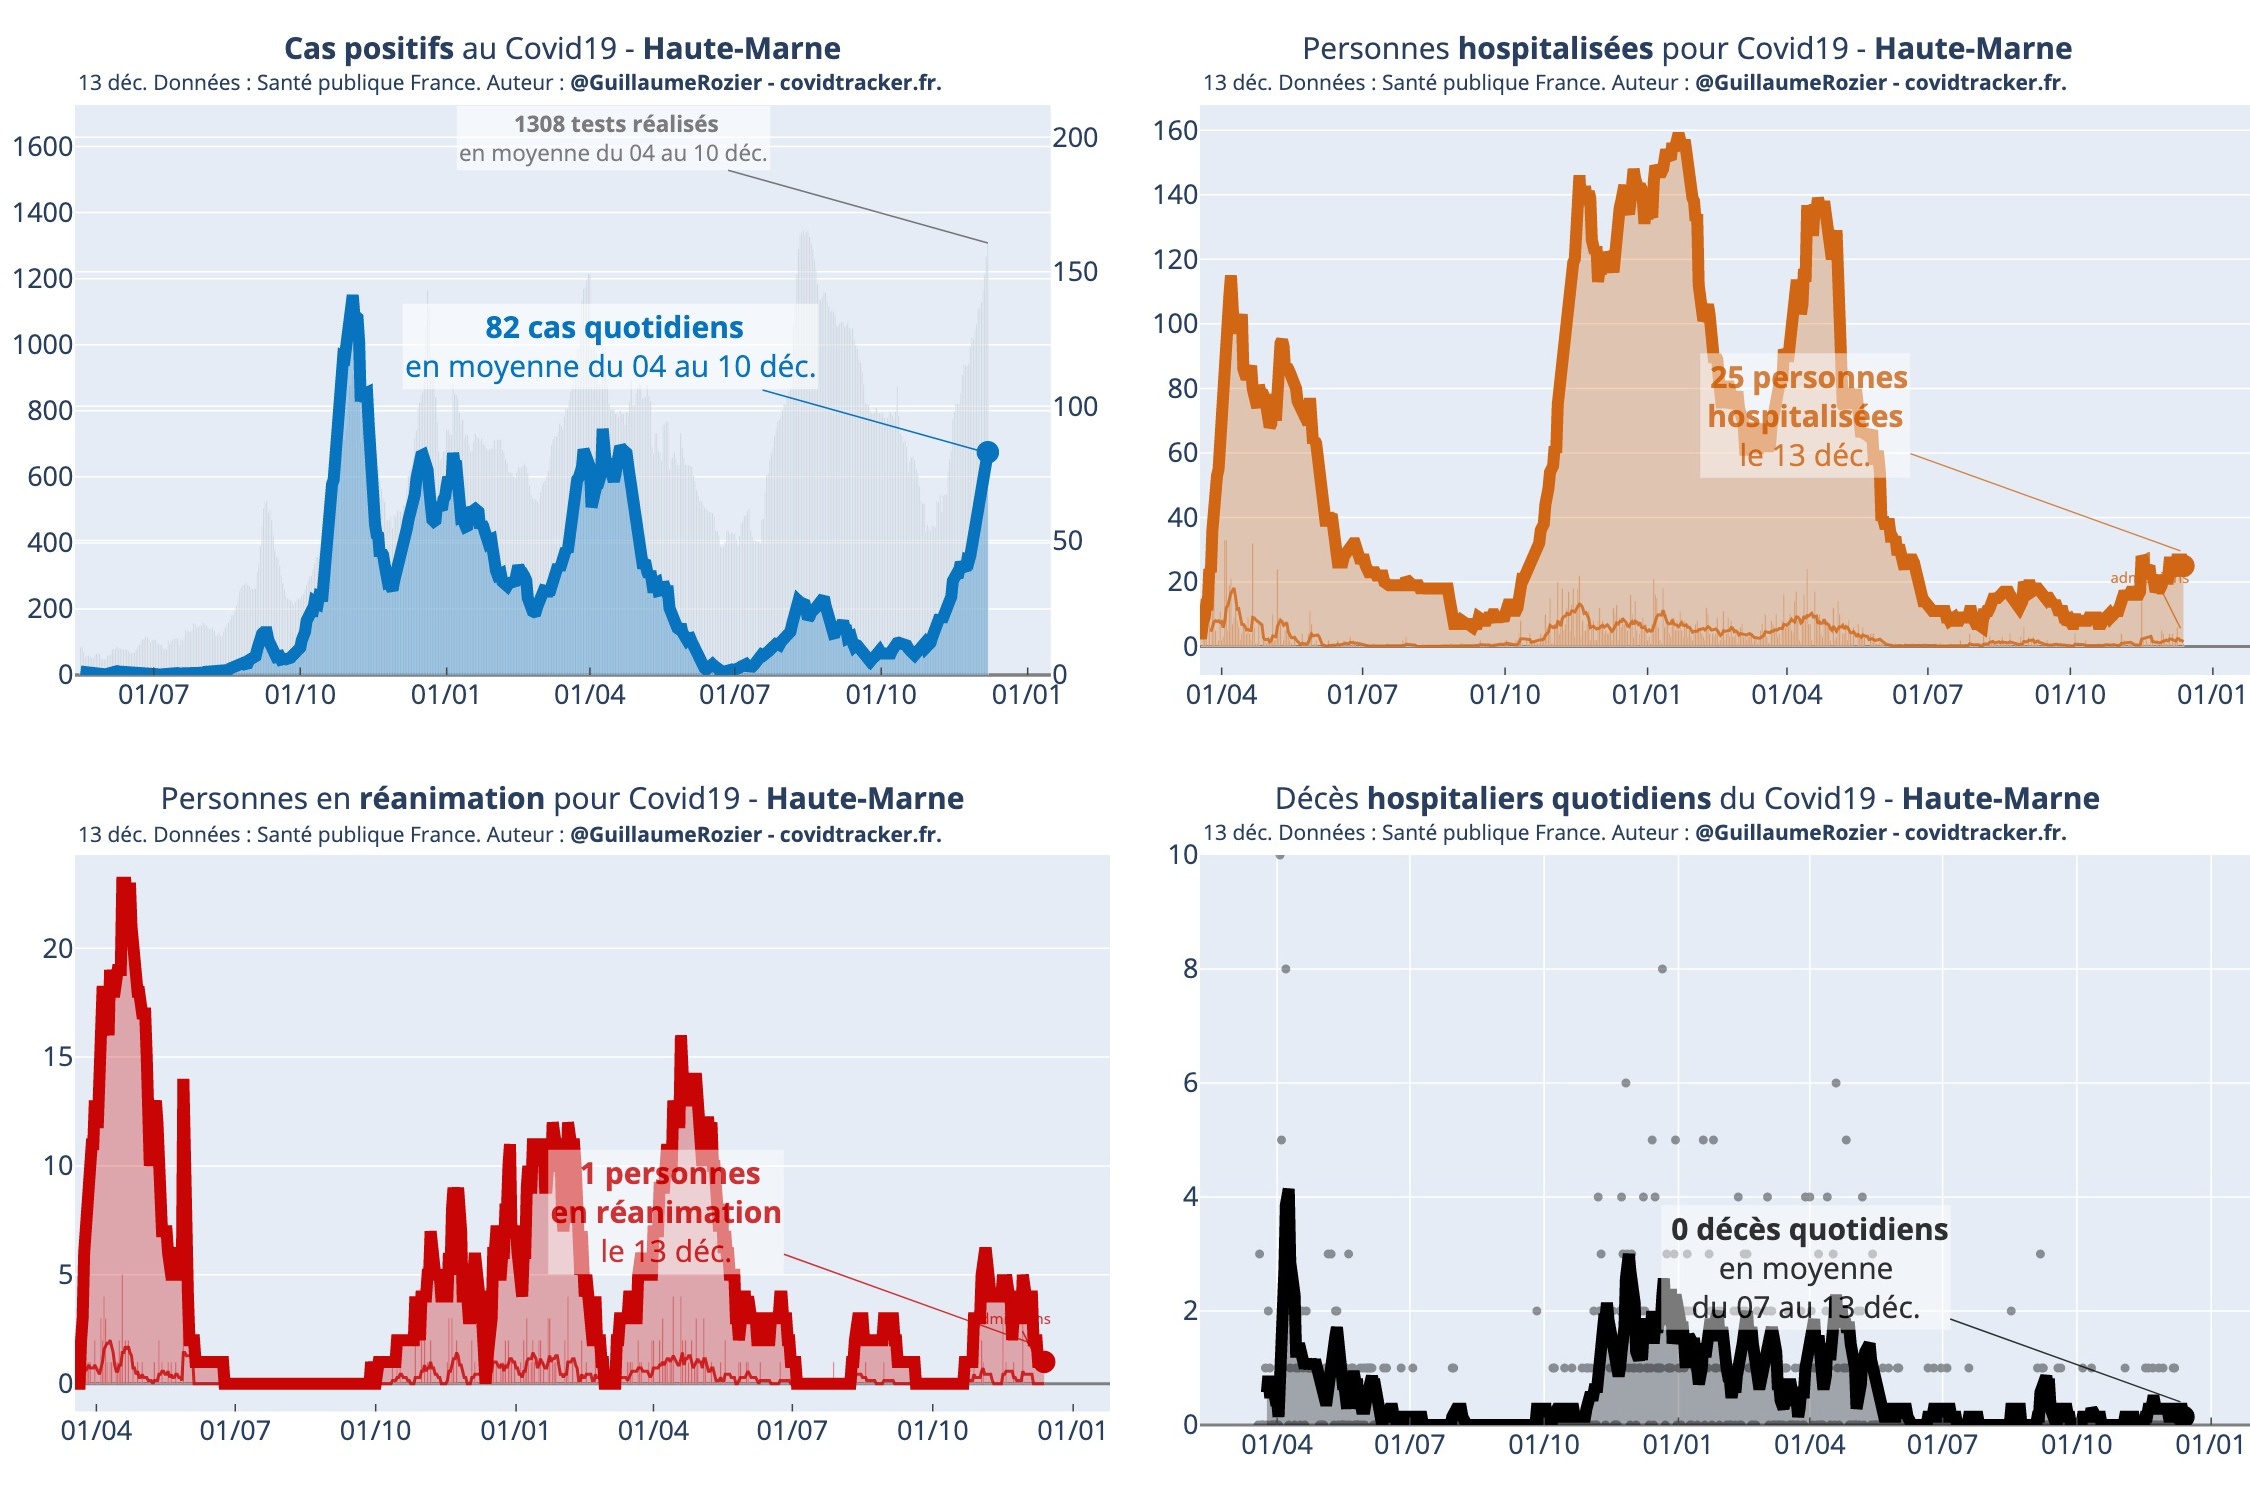 Cas positifs au Covid19 - Haute-Marne
13 déc. Données : Santé publique France. Auteur : @GuillaumeRozier - covidtracker.fr.
1308 tests réalisés
en moyenne du 04 au 10 déc.
82 cas quotidiens
en moyenne du 04 au 10 déc.
1600
1400
1200
1000
800
600
400
200
0
200
150
100
50
0
01/07 01/10 01/01 01/04 01/07 01/10 01/01
Personnes hospitalisées pour Covid19 - Haute-Marne
13 déc. Données : Santé publique France. Auteur : @GuillaumeRozier - covidtracker.fr.
160
140
120
100
80
60
40
20
0
25 personnes
hospitalisées
le 13 déc.
01/04 01/07 01/10 01/01 01/04 01/07 01/10 01/01
Personnes en réanimation pour Covid19 - Haute-Marne
13 déc. Données : Santé publique France. Auteur : @GuillaumeRozier - covidtracker.fr.
20
15
10
5
0
1 personnes
en réanimation
le 13 déc.
01/04 01/07 01/10 01/01 01/04 01/07 01/10 01/01
Décès hospitaliers quotidiens du Covid19 - Haute-Marne
13 déc. Données : Santé publique France. Auteur : @GuillaumeRozier - covidtracker.fr.
10
8
6
4
2
0
0 décès quotidiens
en moyenne
du 07 au 13 déc.
01/04 01/07 01/10 01/01 01/04 01/07 01/10 01/01